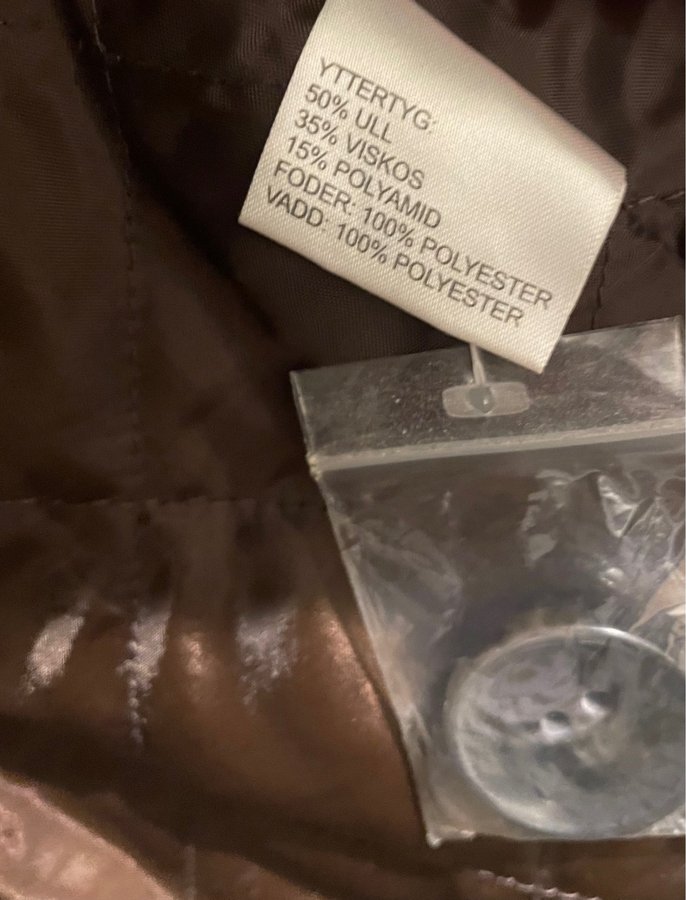 YTTERTYG:
50% ULL
35% VISKOS
15% POLYAMID
FODER: 100% POLYESTER
VADD: 100% POLYESTER